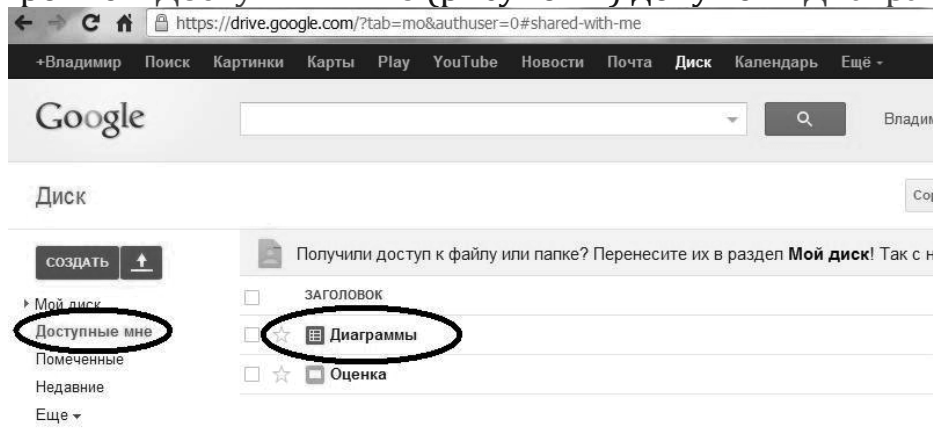 ← → C https://drive.google.com/?tab=mo&authuser=0#shared-with-me
+Владимир Поиск Картинки Карты Play YouTube Новости Почта Диск Календарь Ещё
Google Влади
Диск Со
СОЗДАТЬ Получили доступ к файлу или папке? Перенесите их в раздел Мой диск! Так с н
Мой диск ЗАГОЛОВОК
Доступные мне Диаграммы
Помеченные
Оценка
Недавние
Еще